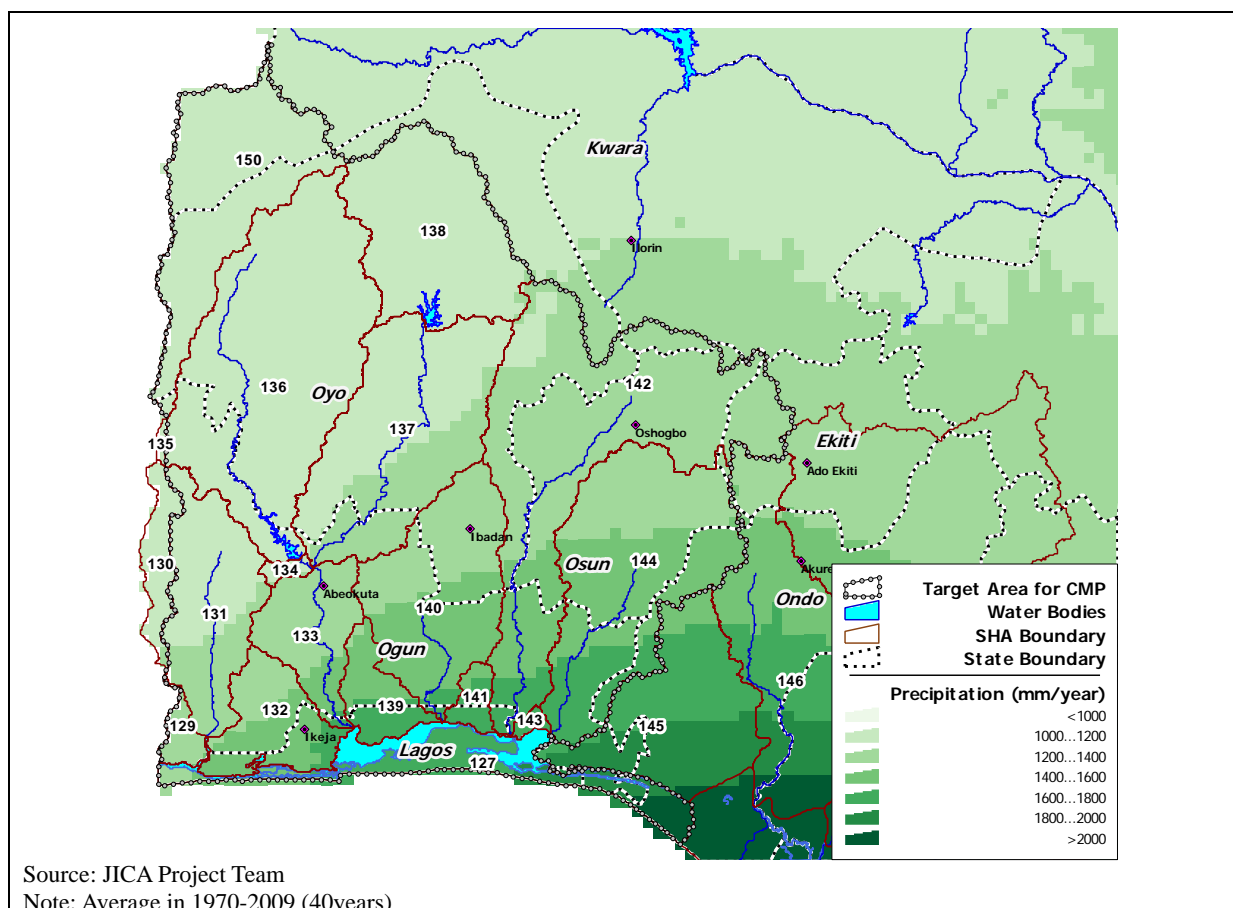 Kwara
150
138
Ilorin
136
Oyo
142
137
Oshogbo
135
Ekiti
Ado Ekiti
Ibadan
130
134
Osun
144
Akure
Abeokuta
131
140
Ondo
133
Ogun
146
132
139
141
129
143
145
Ikeja
Lagos
127
Target Area for CMP
Water Bodies
SHA Boundary
State Boundary
Precipitation (mm/year)
<1000
1000...1200
1200...1400
1400...1600
1600...1800
1800...2000
>2000
Source: JICA Project Team
Note: Average in 1970-2009 (40years)